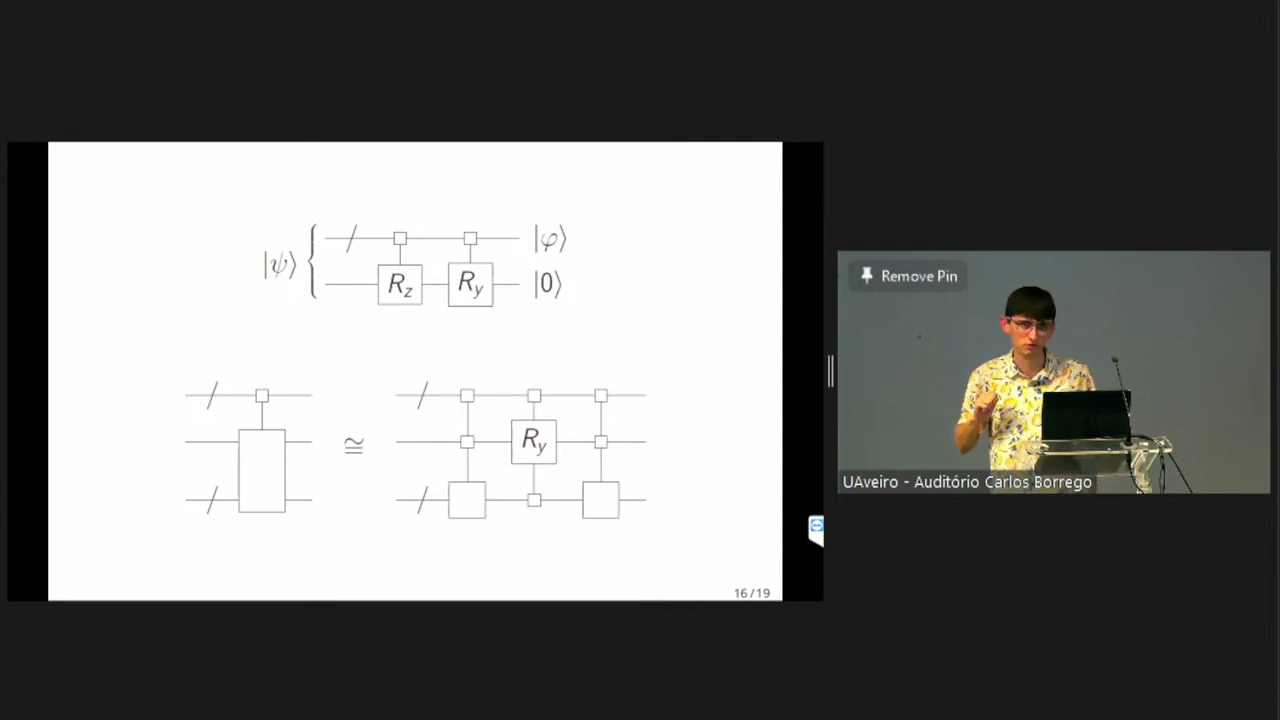 |ψ⟩
|φ⟩
R_z
R_y
|0⟩
≅
R_y
16/19
Remove Pin
UAveiro - Auditório Carlos Borrego